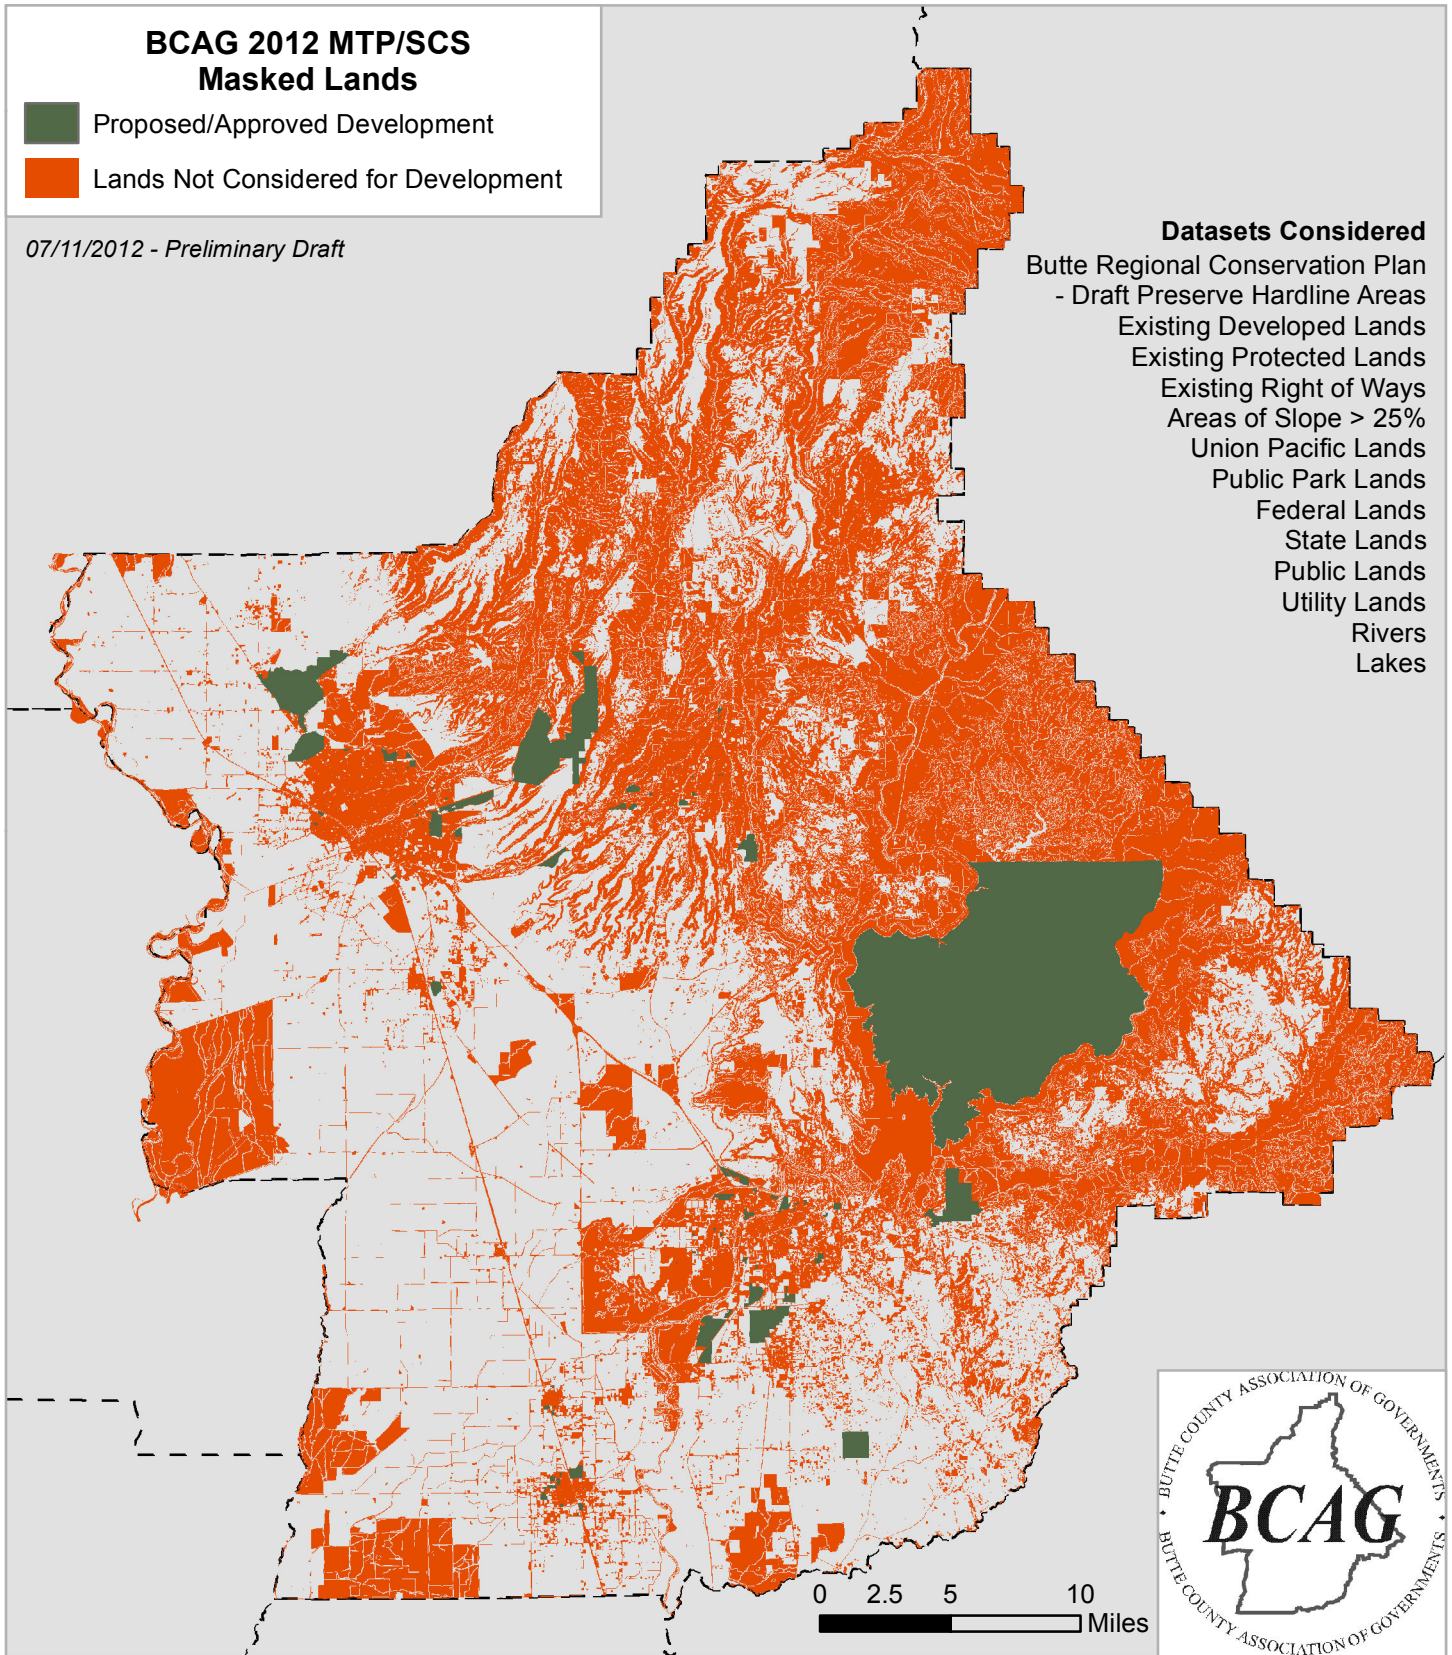 BCAG 2012 MTP/SCS
Masked Lands
Proposed/Approved Development
Lands Not Considered for Development
07/11/2012 - Preliminary Draft
Datasets Considered
Butte Regional Conservation Plan
- Draft Preserve Hardline Areas
Existing Developed Lands
Existing Protected Lands
Existing Right of Ways
Areas of Slope > 25%
Union Pacific Lands
Public Park Lands
Federal Lands
State Lands
Public Lands
Utility Lands
Rivers
Lakes
0 2.5 5 10
Miles
BUTTE COUNTY ASSOCIATION OF GOVERNMENTS
BCAG
BUTTE COUNTY ASSOCIATION OF GOVERNMENTS